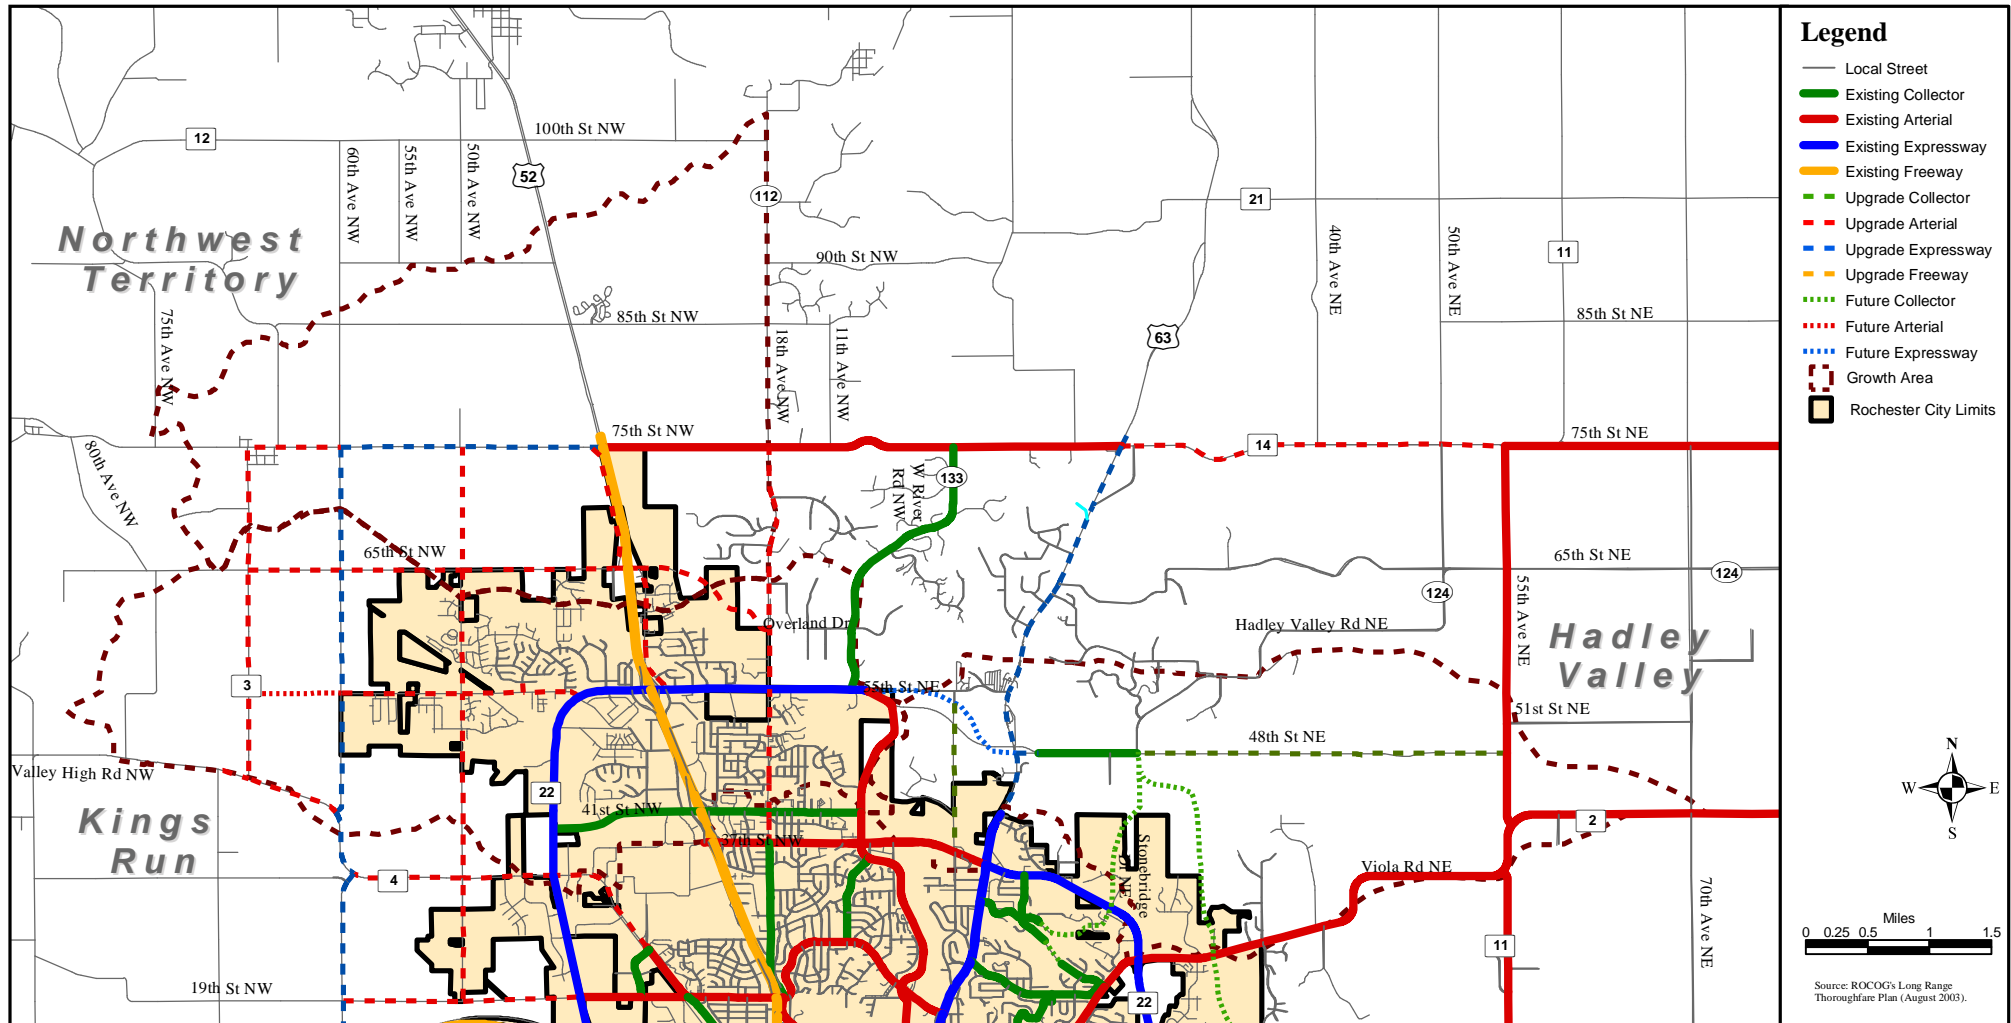 Legend
Local Street
Existing Collector
Existing Arterial
Existing Expressway
Existing Freeway
Upgrade Collector
Upgrade Arterial
Upgrade Expressway
Upgrade Freeway
Future Collector
Future Arterial
Future Expressway
Growth Area
Rochester City Limits
12
100th St NW
52
60th Ave NW
55th Ave NW
50th Ave NW
112
21
Northwest
Territory
40th Ave NE
50th Ave NE
11
90th St NW
75th Ave NW
85th St NW
18th Ave NW
11th Ave NW
63
85th St NE
75th St NW
14
75th St NE
80th Ave NW
W River
Rd NW
133
65th St NW
65th St NE
124
124
55th Ave NE
Overland Dr
Hadley Valley Rd NE
Hadley
Valley
3
55th St NE
51st St NE
48th St NE
Valley High Rd NW
22
41st St NW
Kings
Run
37th St NW
2
Stonebridge
Dr NE
Viola Rd NE
4
70th Ave NE
11
19th St NW
22
N
W
E
S
Miles
0 0.25 0.5 1 1.5
Source: ROCOG's Long Range
Thoroughfare Plan (August 2003).